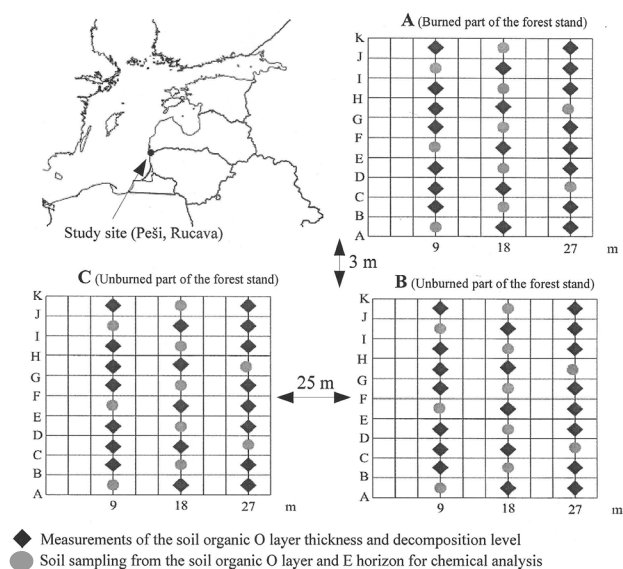 A (Burned part of the forest stand)
K
J
I
H
G
F
E
D
C
B
A
9 18 27 m
Study site (Peši, Rucava)
3 m
C (Unburned part of the forest stand)
K
J
I
H
G
F
E
D
C
B
A
9 18 27 m
25 m
B (Unburned part of the forest stand)
K
J
I
H
G
F
E
D
C
B
A
9 18 27 m
Measurements of the soil organic O layer thickness and decomposition level
Soil sampling from the soil organic O layer and E horizon for chemical analysis